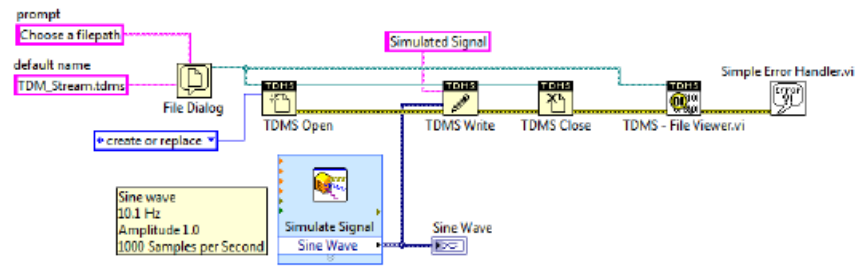 prompt
Choose a filepath
default name
TDM_Stream.tdms
File Dialog
create or replace
Simulated Signal
TDMS
TDMS Open
TDMS
TDMS Write
TDMS
TDMS Close
TDMS
TDMS - File Viewer.vi
Simple Error Handler.vi
Error
Sine wave
10.1 Hz
Amplitude 1.0
1000 Samples per Second
Simulate Signal
Sine Wave
Sine Wave